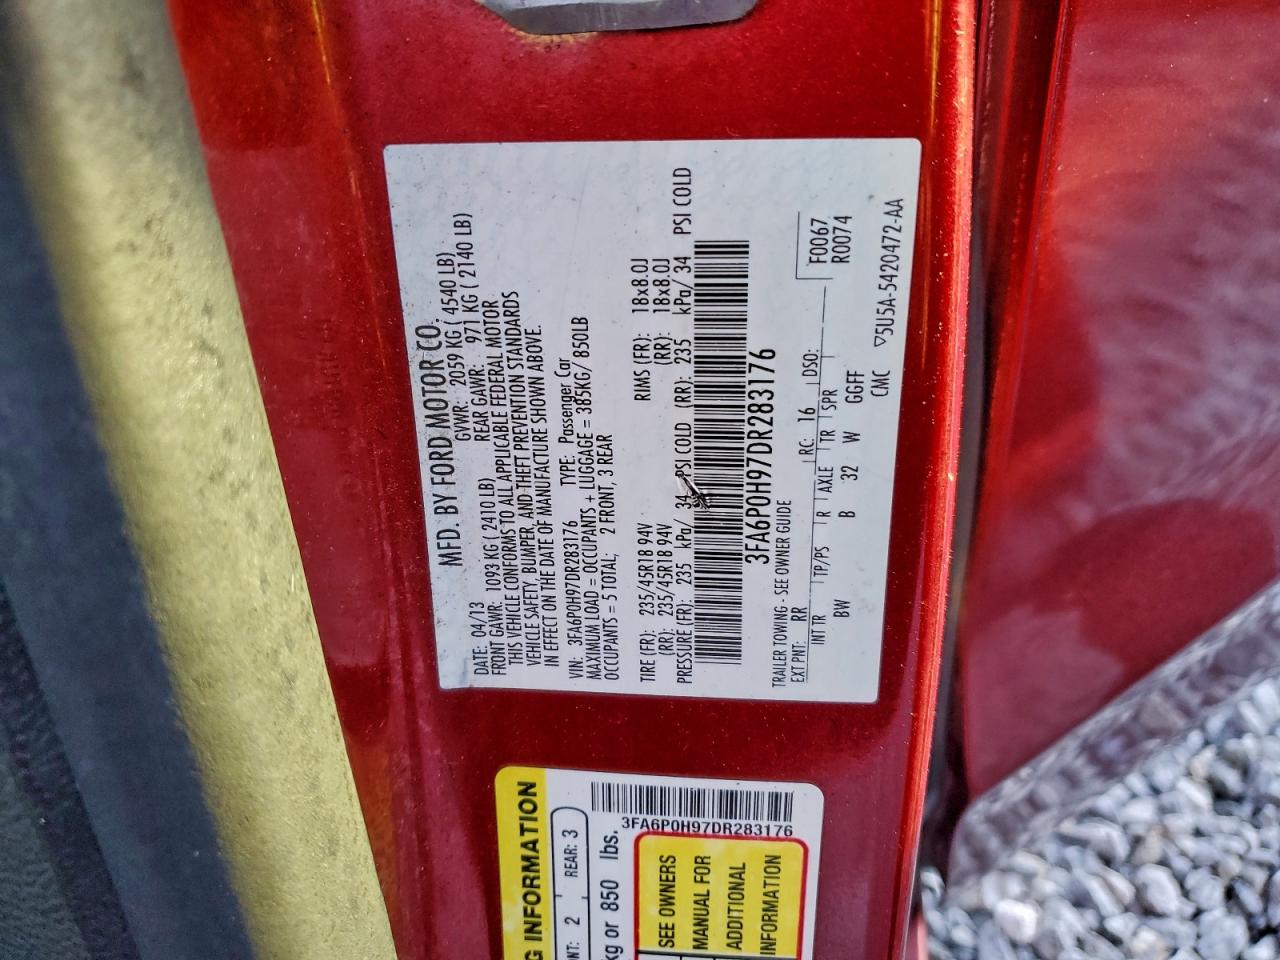 MFD. BY FORD MOTOR CO.
DATE: 04/13 GVWR: 2059 KG ( 4540 LB)
FRONT GAWR: 1093 KG ( 2410 LB) REAR GAWR: 971 KG ( 2140 LB)
THIS VEHICLE CONFORMS TO ALL APPLICABLE FEDERAL MOTOR
VEHICLE SAFETY, BUMPER, AND THEFT PREVENTION STANDARDS
IN EFFECT ON THE DATE OF MANUFACTURE SHOWN ABOVE.
VIN: 3FA6P0H97DR283176 TYPE: Passenger Car
MAXIMUM LOAD = OCCUPANTS + LUGGAGE = 385KG/ 850LB
OCCUPANTS = 5 TOTAL; 2 FRONT, 3 REAR
TIRE (FD): 235/45R18 94V RIMS (FR): 18x8.0J
(RR): 235/45R18 94V (RR): 18x8.0J
PRESSURE (FR): 235 kPa/ 34 PSI COLD (RR): 235 kPa/ 34 PSI COLD
3FA6P0H97DR283176
TRAILER TOWING - SEE OWNER GUIDE
EXT PNT: RR RC: 16 DSO: F0067
INT TR TP/PS R AXLE TR SPR R0074
BW B 32 W GGFF
CMC ▽5U5A-5420472-AA
G INFORMATION
NT: 2 REAR: 3
kg or 850 lbs.
3FA6P0H97DR283176
SEE OWNERS
MANUAL FOR
ADDITIONAL
INFORMATION